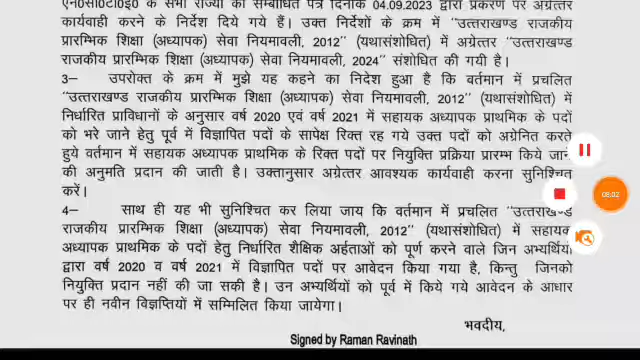 एन०सी०टी०ई० के सभी राज्यों को सम्बोधित पत्र दिनांक 04.09.2023 द्वारा प्रकरण पर अग्रेत्तर
कार्यवाही करने के निर्देश दिये गये हैं। उक्त निर्देशों के क्रम में "उत्तराखण्ड राजकीय
प्रारम्भिक शिक्षा (अध्यापक) सेवा नियमावली, 2012" (यथासंशोधित) में अग्रेत्तर "उत्तराखण्ड
राजकीय प्रारम्भिक शिक्षा (अध्यापक) सेवा नियमावली, 2024" संशोधित की गयी है।
3— उपरोक्त के क्रम में मुझे यह कहने का निदेश हुआ है कि वर्तमान में प्रचलित
"उत्तराखण्ड राजकीय प्रारम्भिक शिक्षा (अध्यापक) सेवा नियमावली, 2012" (यथासंशोधित) में
निर्धारित प्राविधानों के अनुसार वर्ष 2020 एवं वर्ष 2021 में सहायक अध्यापक प्राथमिक के पदों
को भरे जाने हेतु पूर्व में विज्ञापित पदों के सापेक्ष रिक्त रह गये उक्त पदों को अग्रेनित करते
हुये वर्तमान में सहायक अध्यापक प्राथमिक के रिक्त पदों पर नियुक्ति प्रक्रिया प्रारम्भ किये जाने
की अनुमति प्रदान की जाती है। उक्तानुसार अग्रेत्तर आवश्यक कार्यवाही करना सुनिश्चित
करें।
4— साथ ही यह भी सुनिश्चित कर लिया जाय कि वर्तमान में प्रचलित "उत्तराखण्ड
राजकीय प्रारम्भिक शिक्षा (अध्यापक) सेवा नियमावली, 2012" (यथासंशोधित) में सहायक
अध्यापक प्राथमिक के पदों हेतु निर्धारित शैक्षिक अर्हताओं को पूर्ण करने वाले जिन अभ्यर्थियों
द्वारा वर्ष 2020 व वर्ष 2021 में विज्ञापित पदों पर आवेदन किया गया है, किन्तु जिनको
नियुक्ति प्रदान नहीं की जा सकी है। उन अभ्यर्थियों को पूर्व में किये गये आवेदन के आधार
पर ही नवीन विज्ञप्तियों में सम्मिलित किया जायेगा।
भवदीय,
Signed by Raman Ravinath
08:02